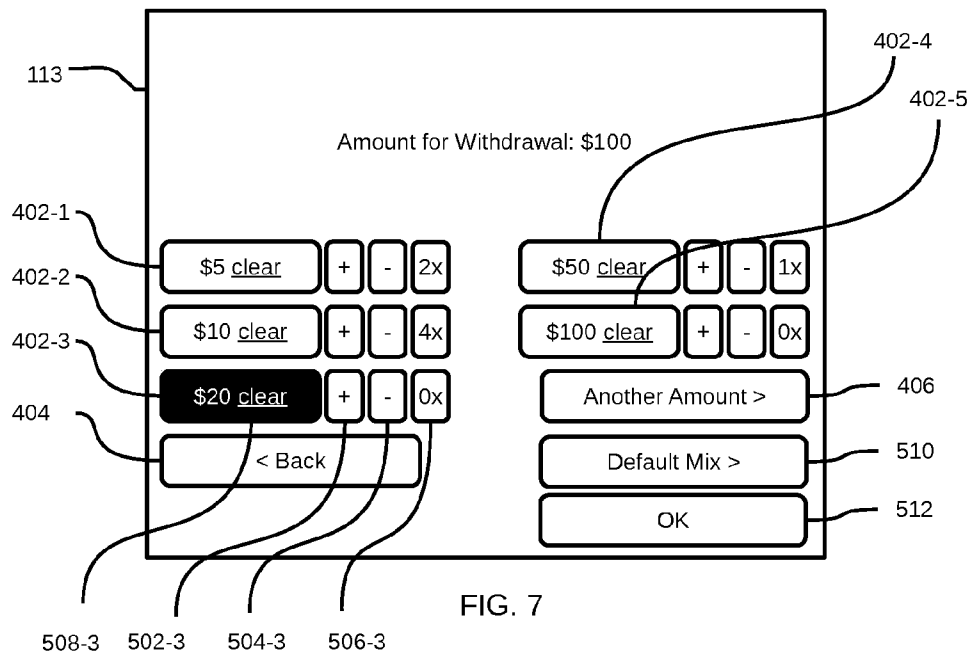 402-4
113
402-5
Amount for Withdrawal: $100
402-1
$5 clear + - 2x $50 clear + - 1x
402-2
$10 clear + - 4x $100 clear + - 0x
402-3
$20 clear + - 0x Another Amount > 406
404
< Back Default Mix > 510
OK 512
FIG. 7
508-3 502-3 504-3 506-3